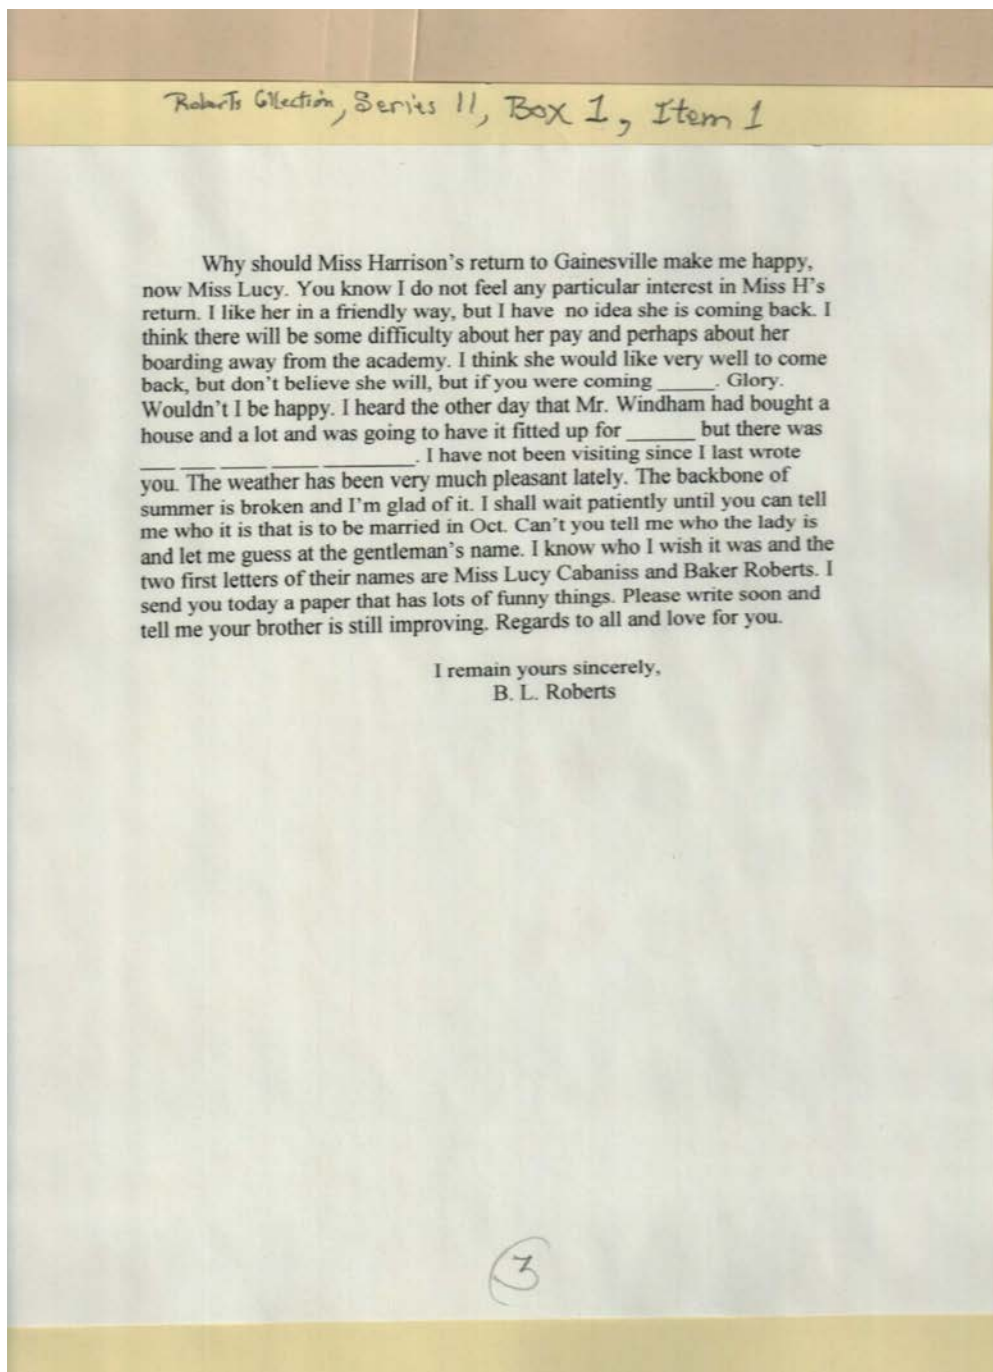 Roberts Collection, Series II, Box 1, Item 1
Why should Miss Harrison's return to Gainesville make me happy,
now Miss Lucy. You know I do not feel any particular interest in Miss H's
return. I like her in a friendly way, but I have no idea she is coming back. I
think there will be some difficulty about her pay and perhaps about her
boarding away from the academy. I think she would like very well to come
back, but don't believe she will, but if you were coming _____. Glory.
Wouldn't I be happy. I heard the other day that Mr. Windham had bought a
house and a lot and was going to have it fitted up for ______ but there was
___ ___ ____ ____ ________. I have not been visiting since I last wrote
you. The weather has been very much pleasant lately. The backbone of
summer is broken and I'm glad of it. I shall wait patiently until you can tell
me who it is that is to be married in Oct. Can't you tell me who the lady is
and let me guess at the gentleman's name. I know who I wish it was and the
two first letters of their names are Miss Lucy Cabaniss and Baker Roberts. I
send you today a paper that has lots of funny things. Please write soon and
tell me your brother is still improving. Regards to all and love for you.
I remain yours sincerely,
B. L. Roberts
3